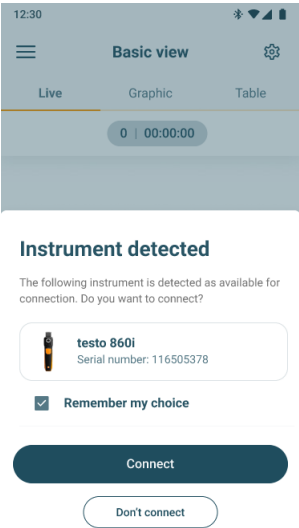 12:30
Basic view
Live
Graphic
Table
0 | 00:00:00
Instrument detected
The following instrument is detected as available for
connection. Do you want to connect?
testo 860i
Serial number: 116505378
Remember my choice
Connect
Don't connect